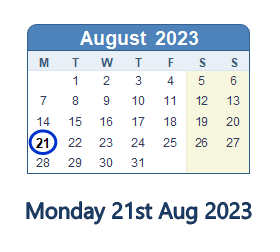 August 2023
M T W T F S S
1 2 3 4 5 6
7 8 9 10 11 12 13
14 15 16 17 18 19 20
21 22 23 24 25 26 27
28 29 30 31
Monday 21st Aug 2023